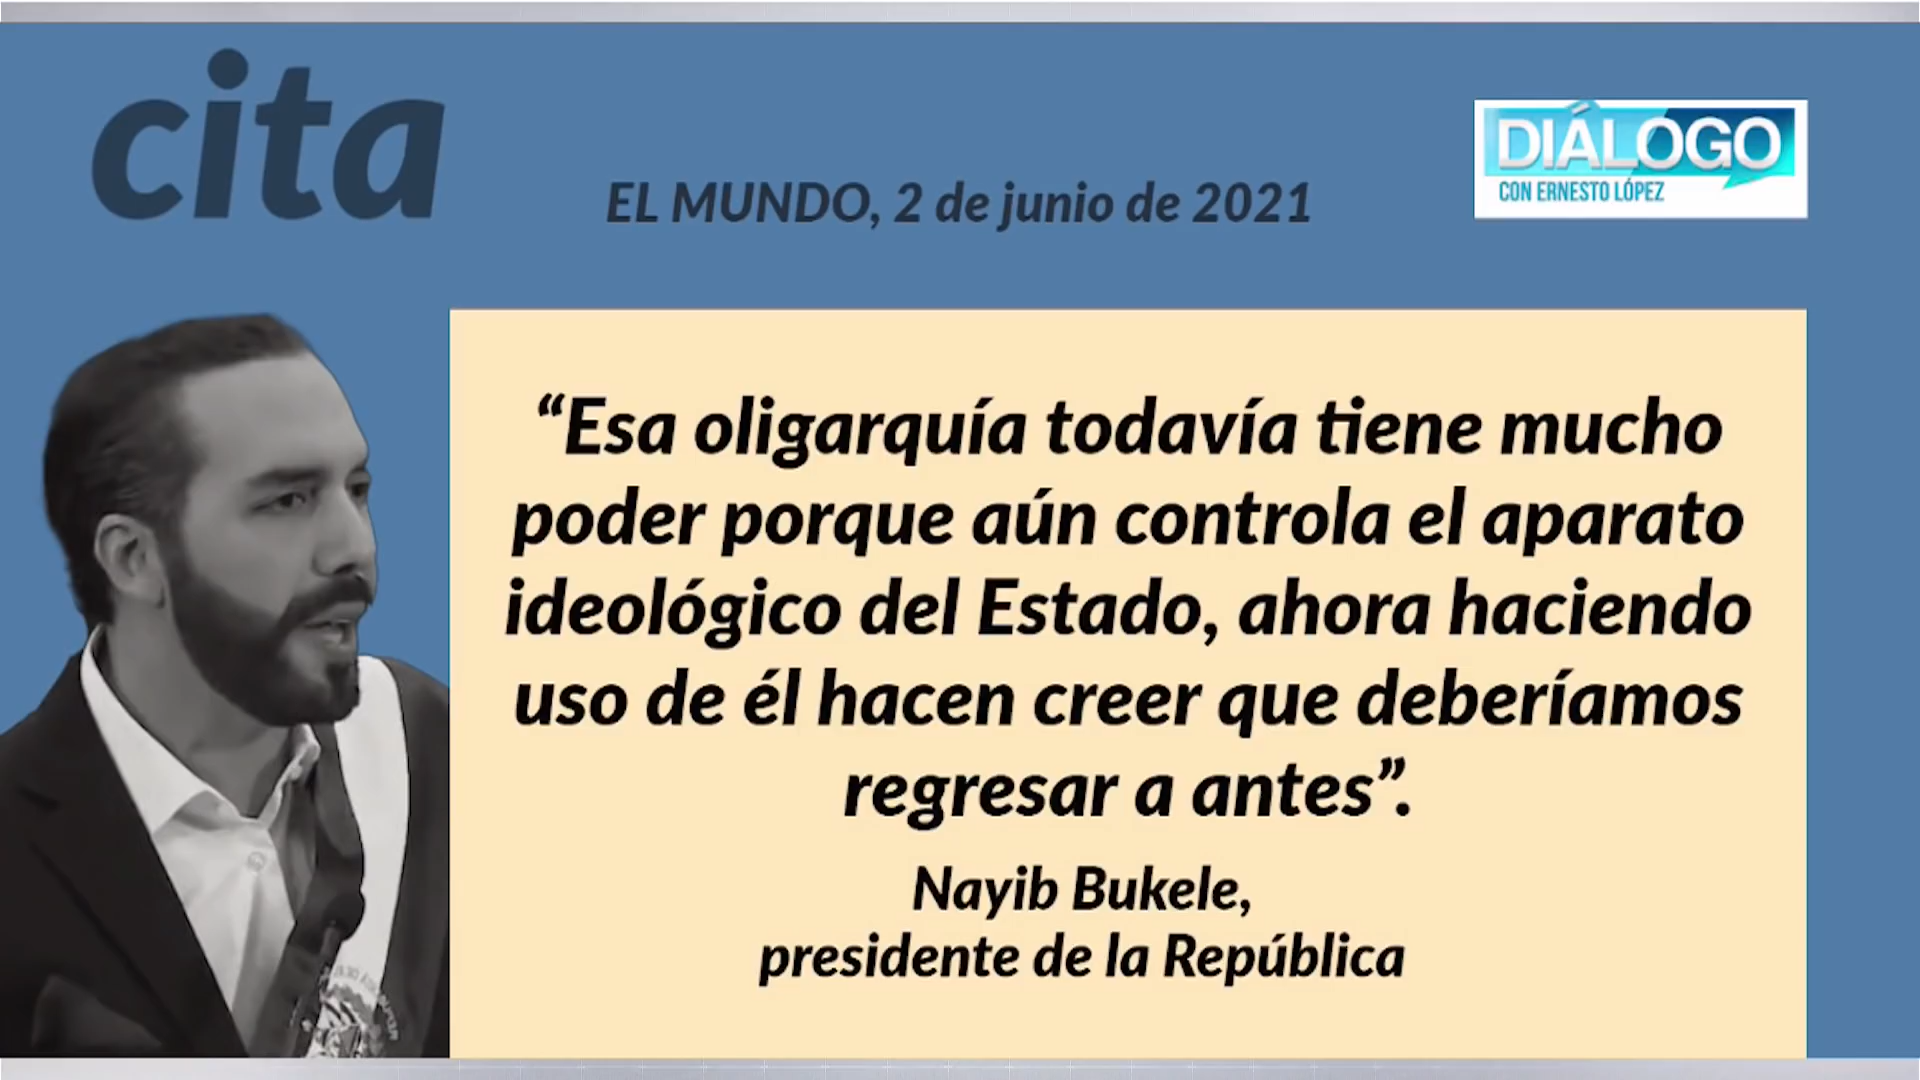 cita
EL MUNDO, 2 de junio de 2021
DIÁLOGO
CON ERNESTO LÓPEZ
“Esa oligarquía todavía tiene mucho
poder porque aún controla el aparato
ideológico del Estado, ahora haciendo
uso de él hacen creer que deberíamos
regresar a antes”.
Nayib Bukele,
presidente de la República